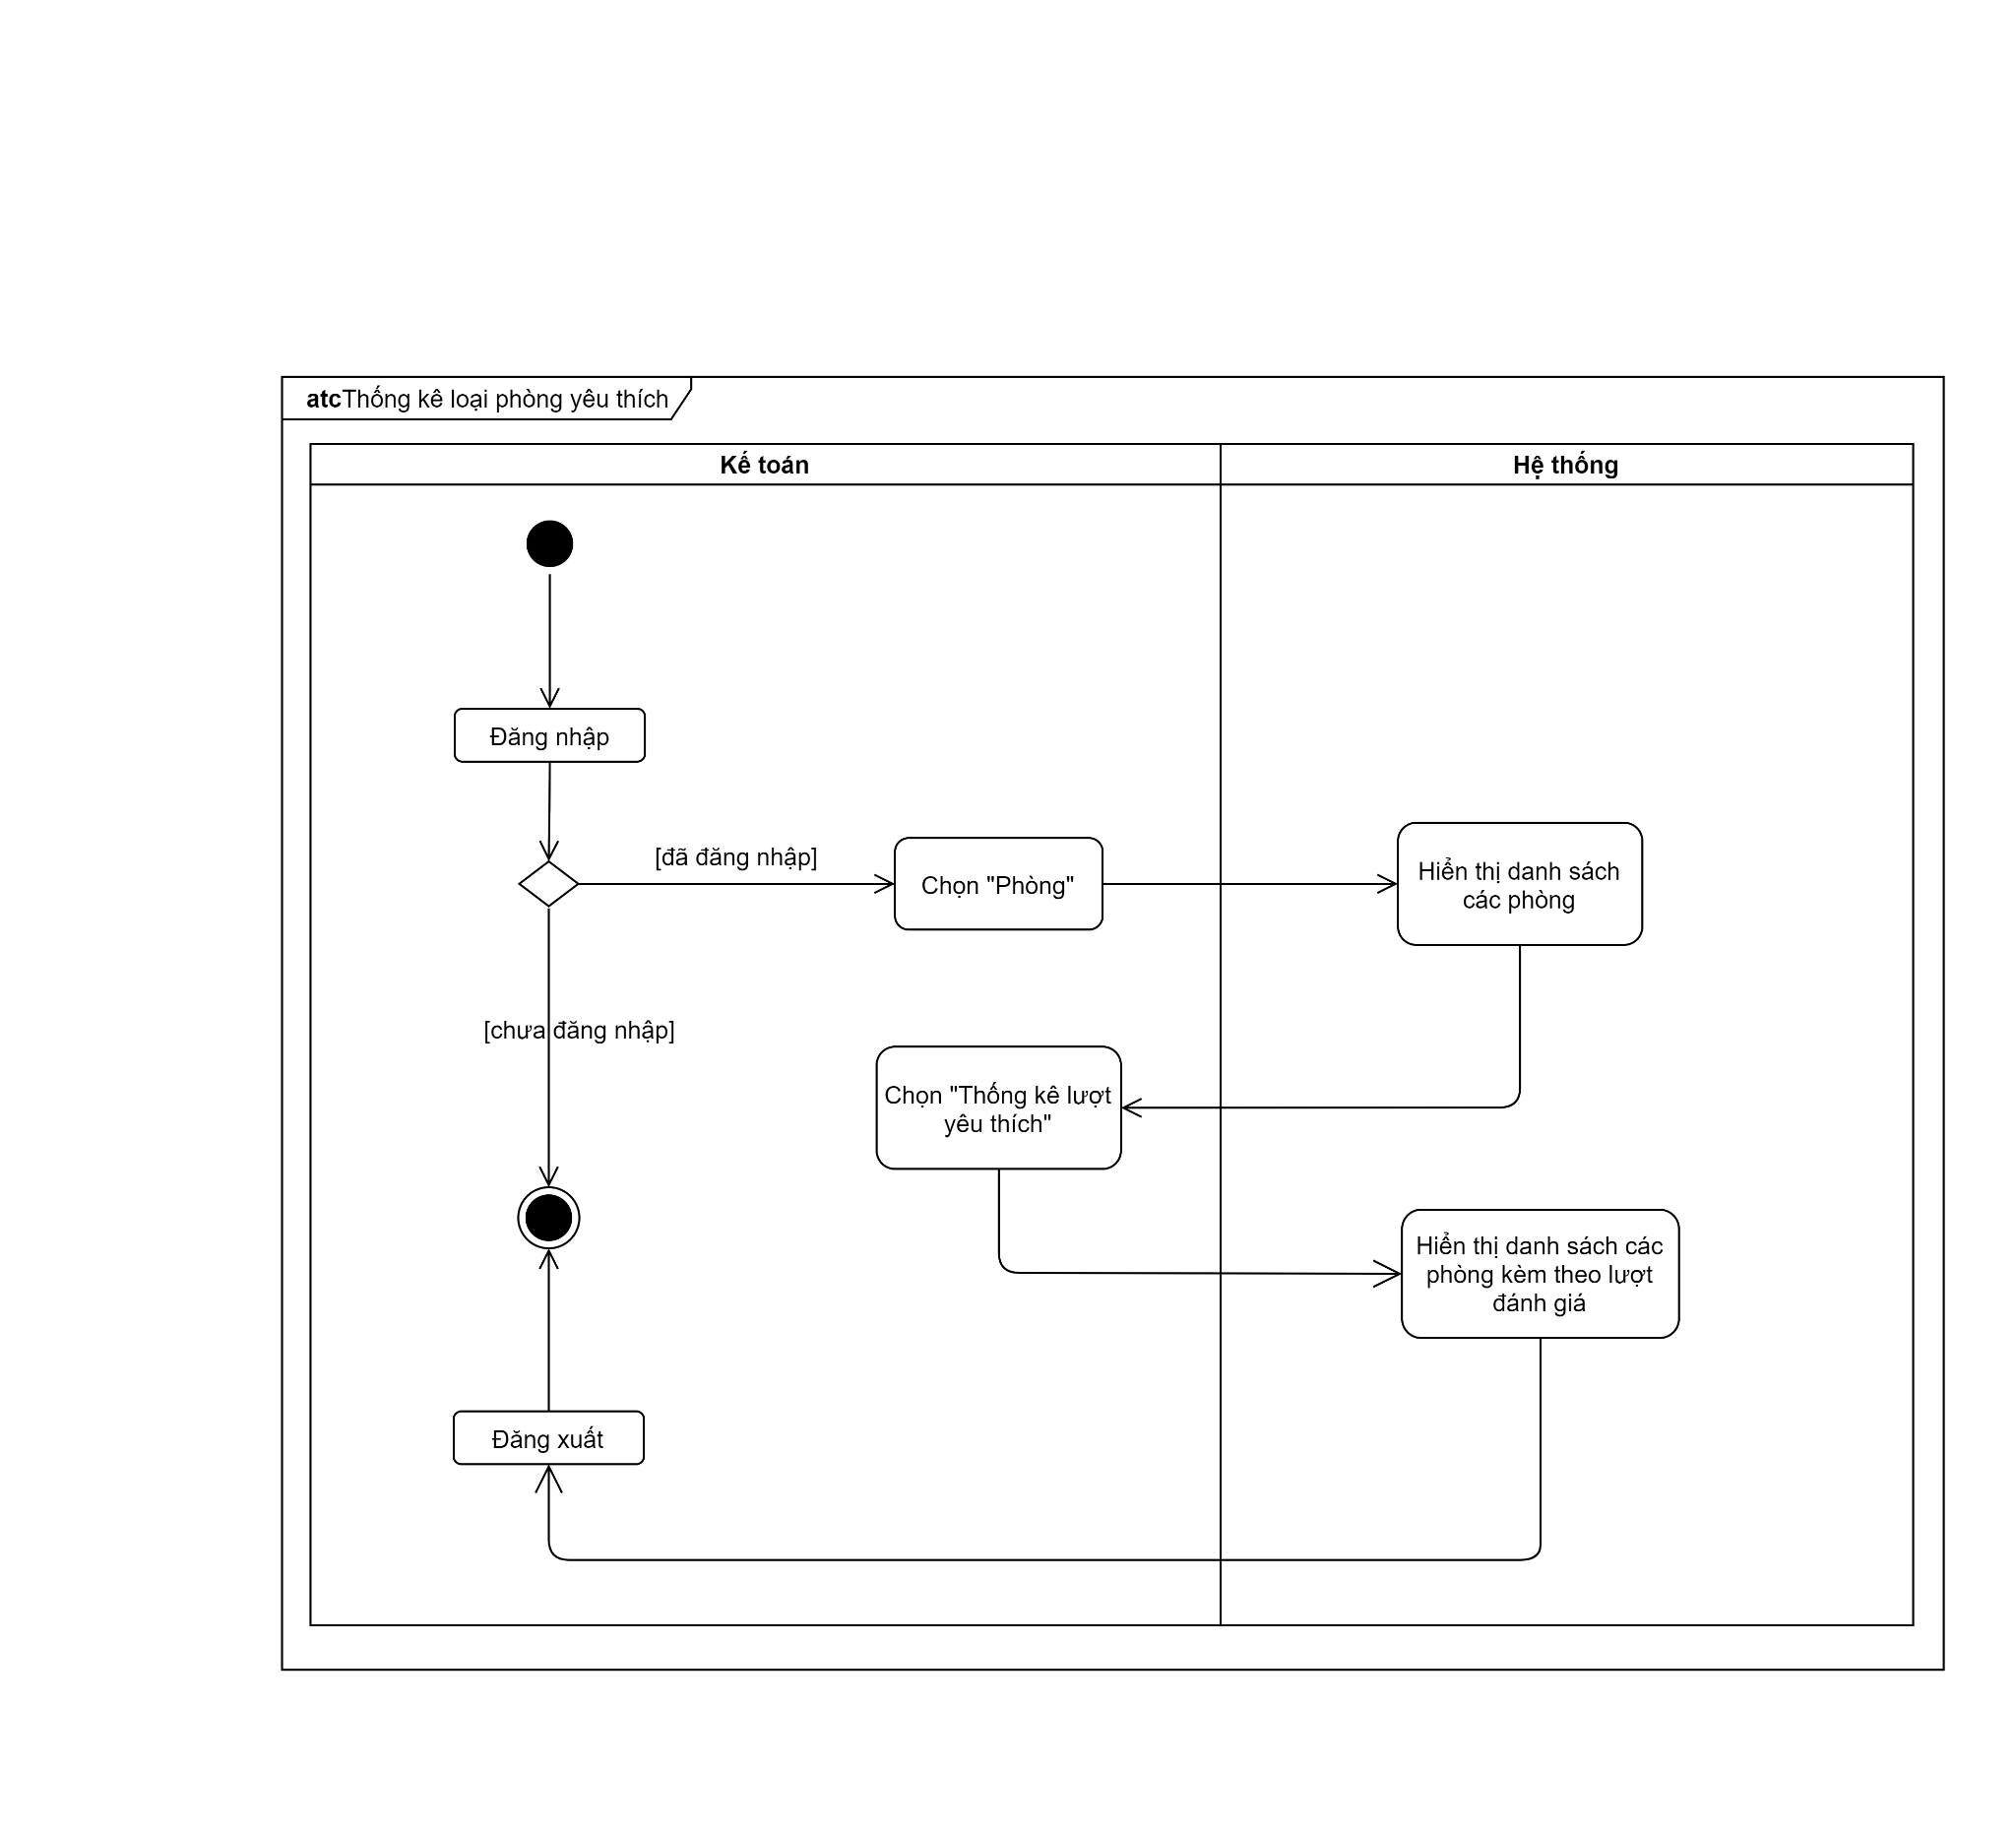 atcThống kê loại phòng yêu thích
Kế toán
Hệ thống
Đăng nhập
[đã đăng nhập]
Chọn "Phòng"
Hiển thị danh sách
các phòng
[chưa đăng nhập]
Chọn "Thống kê lượt
yêu thích"
Hiển thị danh sách các
phòng kèm theo lượt
đánh giá
Đăng xuất